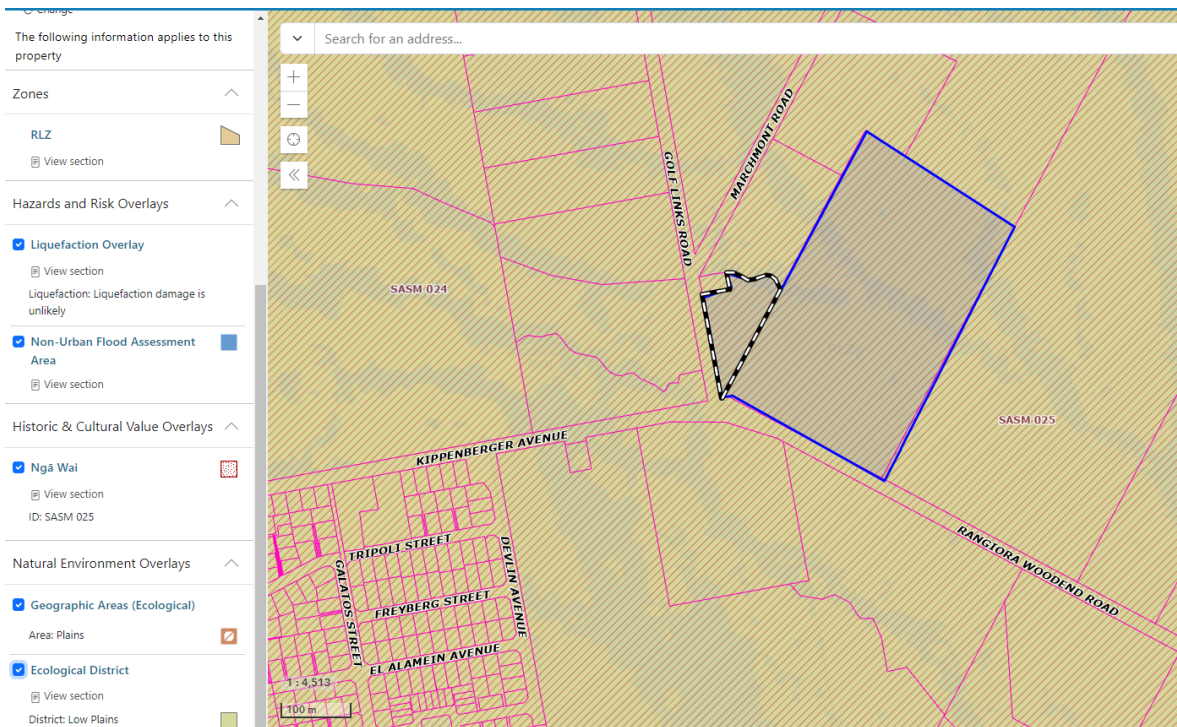 Change
The following information applies to this
property
Zones
RLZ
View section
Hazards and Risk Overlays
Liquefaction Overlay
View section
Liquefaction: Liquefaction damage is
unlikely
Non-Urban Flood Assessment
Area
View section
Historic & Cultural Value Overlays
Ngā Wai
View section
ID: SASM 025
Natural Environment Overlays
Geographic Areas (Ecological)
Area: Plains
Ecological District
View section
District: Low Plains
Search for an address...
MARCHMONT ROAD
GOLF LINKS ROAD
SASM 024
SASM 025
KIPPENBERGER AVENUE
RANGIORA WOODEND ROAD
TRIPOLI STREET
DEVLIN AVENUE
GALATOS STREET
FREYBERG STREET
EL ALAMEIN AVENUE
1 : 4,513
100 m